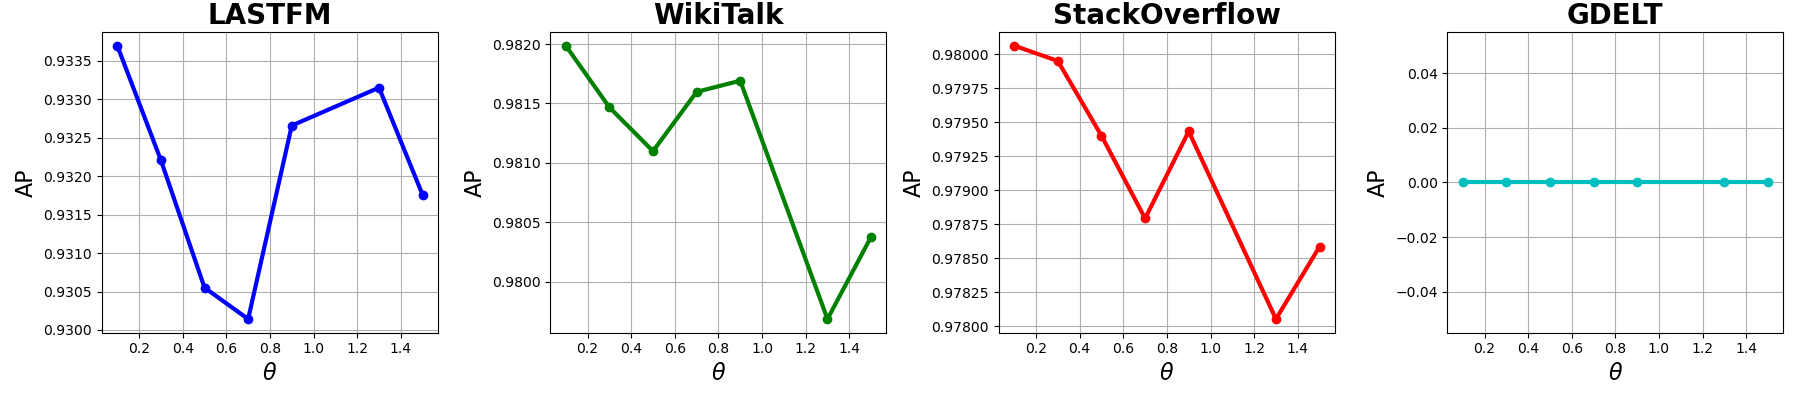 LASTFM
0.9335
0.9330
0.9325
0.9320
0.9315
0.9310
0.9305
0.9300
AP
0.2 0.4 0.6 0.8 1.0 1.2 1.4
θ
WikiTalk
0.9820
0.9815
0.9810
0.9805
0.9800
AP
0.2 0.4 0.6 0.8 1.0 1.2 1.4
θ
StackOverflow
0.98000
0.97975
0.97950
0.97925
0.97900
0.97875
0.97850
0.97825
0.97800
AP
0.2 0.4 0.6 0.8 1.0 1.2 1.4
θ
GDELT
0.04
0.02
0.00
−0.02
−0.04
AP
0.2 0.4 0.6 0.8 1.0 1.2 1.4
θ